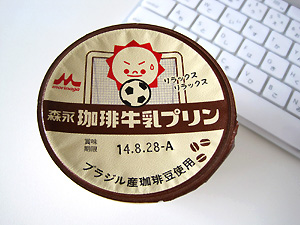 リラックス
リラックス
morinaga
森永 珈琲牛乳プリン
賞味
期限
14.8.28-A
ブラジル産珈琲豆使用